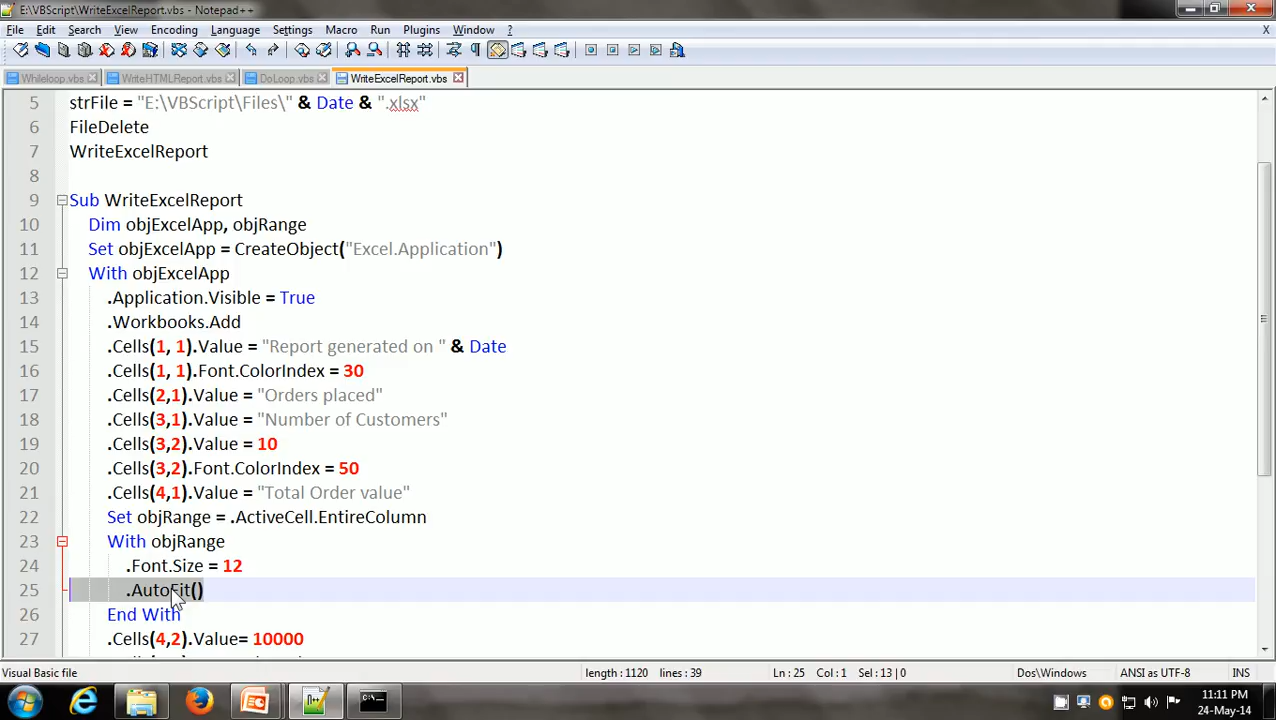 E:\VBScript\WriteExcelReport.vbs - Notepad++
File Edit Search View Encoding Language Settings Macro Run Plugins Window ? X
Whileloop.vbs WriteHTMLReport.vbs DoLoop.vbs WriteExcelReport.vbs
5 strFile = "E:\VBScript\Files\" & Date & ".xlsx"
6 FileDelete
7 WriteExcelReport
8
9 Sub WriteExcelReport
10 Dim objExcelApp, objRange
11 Set objExcelApp = CreateObject("Excel.Application")
12 With objExcelApp
13 .Application.Visible = True
14 .Workbooks.Add
15 .Cells(1, 1).Value = "Report generated on " & Date
16 .Cells(1, 1).Font.ColorIndex = 30
17 .Cells(2,1).Value = "Orders placed"
18 .Cells(3,1).Value = "Number of Customers"
19 .Cells(3,2).Value = 10
20 .Cells(3,2).Font.ColorIndex = 50
21 .Cells(4,1).Value = "Total Order value"
22 Set objRange = .ActiveCell.EntireColumn
23 With objRange
24 .Font.Size = 12
25 .AutoFit()
26 End With
27 .Cells(4,2).Value= 10000
Visual Basic file length : 1120 lines : 39 Ln : 25 Col : 1 Sel : 13 | 0 Dos\Windows ANSI as UTF-8 INS
11:11 PM
24-May-14